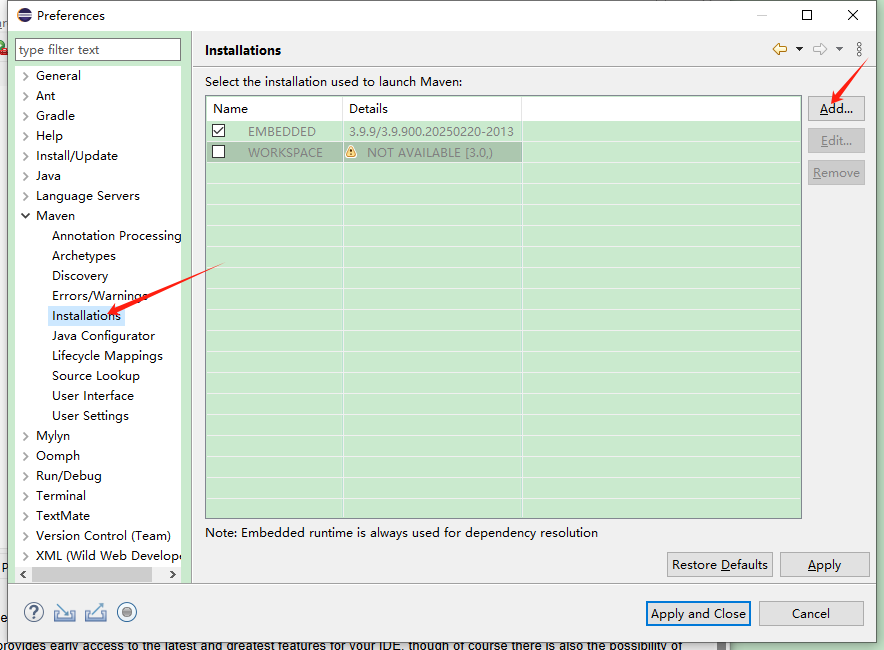 Preferences
type filter text
Installations
General
Ant
Gradle
Help
Install/Update
Java
Language Servers
Maven
Annotation Processing
Archetypes
Discovery
Errors/Warnings
Installations
Java Configurator
Lifecycle Mappings
Source Lookup
User Interface
User Settings
Mylyn
Oomph
Run/Debug
Terminal
TextMate
Version Control (Team)
XML (Wild Web Develope
Select the installation used to launch Maven:
Name Details
EMBEDDED 3.9.9/3.9.900.20250220-2013
WORKSPACE NOT AVAILABLE [3.0,)
Add...
Edit...
Remove
Note: Embedded runtime is always used for dependency resolution
Restore Defaults Apply
Apply and Close Cancel
provides early access to the latest and greatest features for your IDE, though of course there is also the possibility of